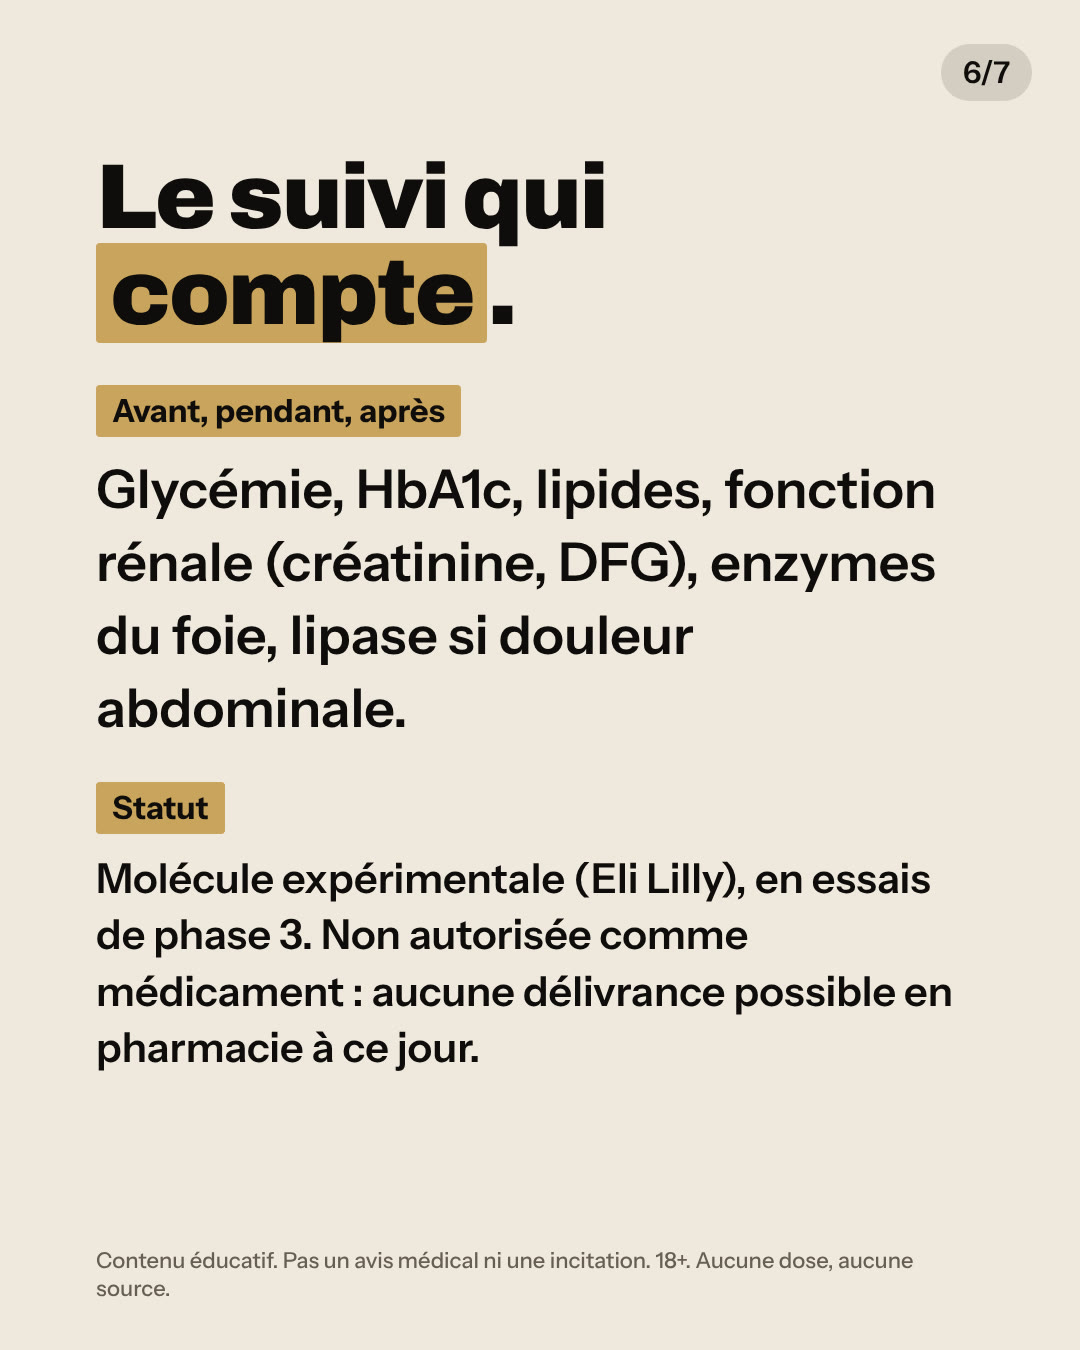 6/7
Le suivi qui
compte.
Avant, pendant, après
Glycémie, HbA1c, lipides, fonction
rénale (créatinine, DFG), enzymes
du foie, lipase si douleur
abdominale.
Statut
Molécule expérimentale (Eli Lilly), en essais
de phase 3. Non autorisée comme
médicament : aucune délivrance possible en
pharmacie à ce jour.
Contenu éducatif. Pas un avis médical ni une incitation. 18+. Aucune dose, aucune
source.